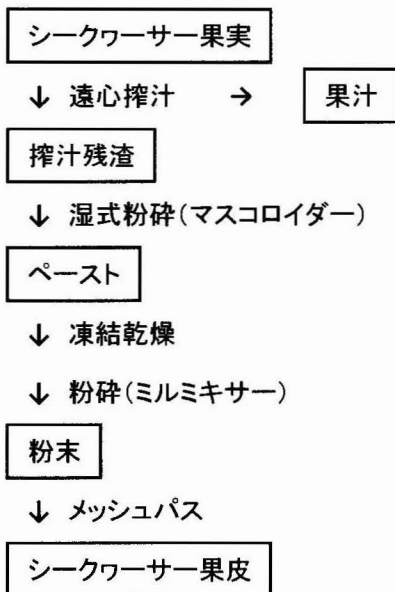 シークヮーサー果実
↓ 遠心搾汁 → 果汁
搾汁残渣
↓ 湿式粉砕(マスコロイダー)
ペースト
↓ 凍結乾燥
↓ 粉砕(ミルミキサー)
粉末
↓ メッシュパス
シークヮーサー果皮